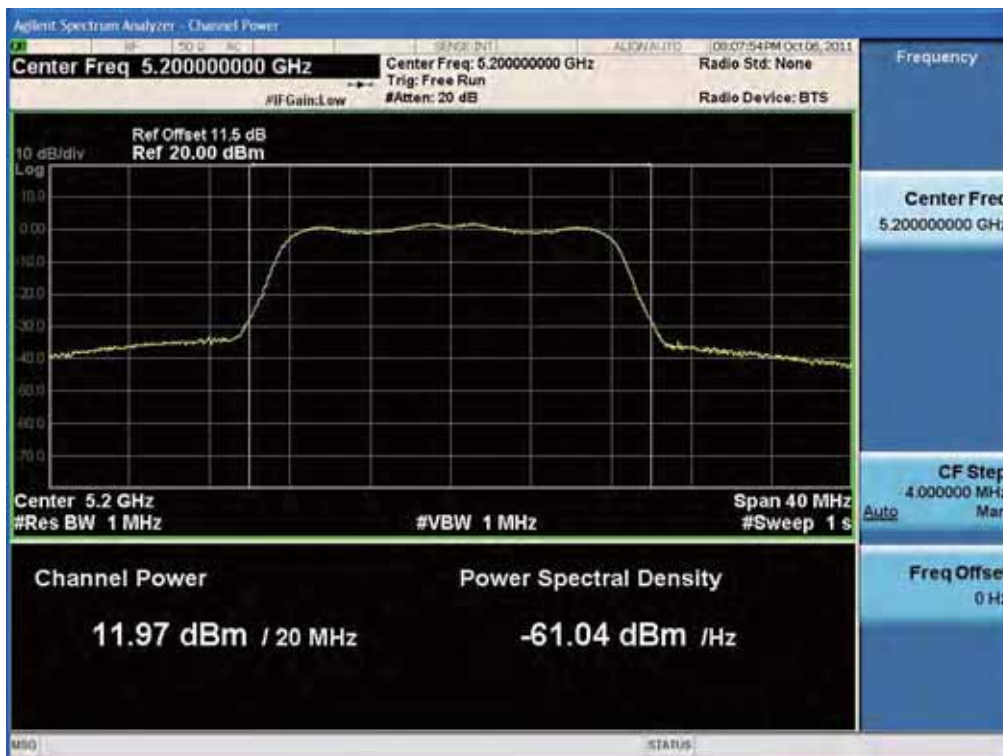 Agilent Spectrum Analyzer - Channel Power
RF 50 Ω AC SENSE:INT ALIGN AUTO 08:07:54 PM Oct 06, 2011
Center Freq 5.200000000 GHz
Center Freq: 5.200000000 GHz
Radio Std: None
Trig: Free Run
#IFGain:Low
#Atten: 20 dB
Radio Device: BTS
Ref Offset 11.5 dB
10 dB/div
Ref 20.00 dBm
Log
10.0
0.00
-10.0
-20.0
-30.0
-40.0
-50.0
-60.0
-70.0
Center 5.2 GHz
Span 40 MHz
#Res BW 1 MHz
#VBW 1 MHz
#Sweep 1 s
Channel Power
Power Spectral Density
11.97 dBm / 20 MHz
-61.04 dBm /Hz
MSG
STATUS
Frequency
Center Freq
5.200000000 GHz
CF Step
4.000000 MHz
Auto Man
Freq Offset
0 Hz